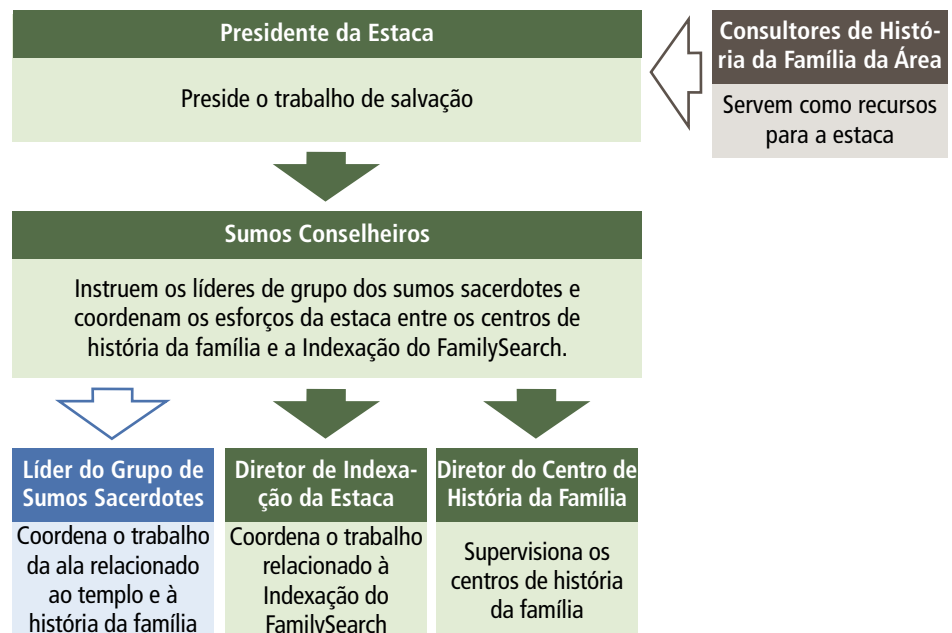 Presidente da Estaca
Preside o trabalho de salvação
Consultores de Histó-
ria da Família da Área
Servem como recursos
para a estaca
Sumos Conselheiros
Instruem os líderes de grupo dos sumos sacerdotes e
coordenam os esforços da estaca entre os centros de
história da família e a Indexação do FamilySearch.
Líder do Grupo de
Sumos Sacerdotes
Coordena o trabalho
da ala relacionado
ao templo e à
história da família
Diretor de Indexa-
ção da Estaca
Coordena o trabalho
relacionado à
Indexação do
FamilySearch
Diretor do Centro de
História da Família
Supervisiona os
centros de história
da família